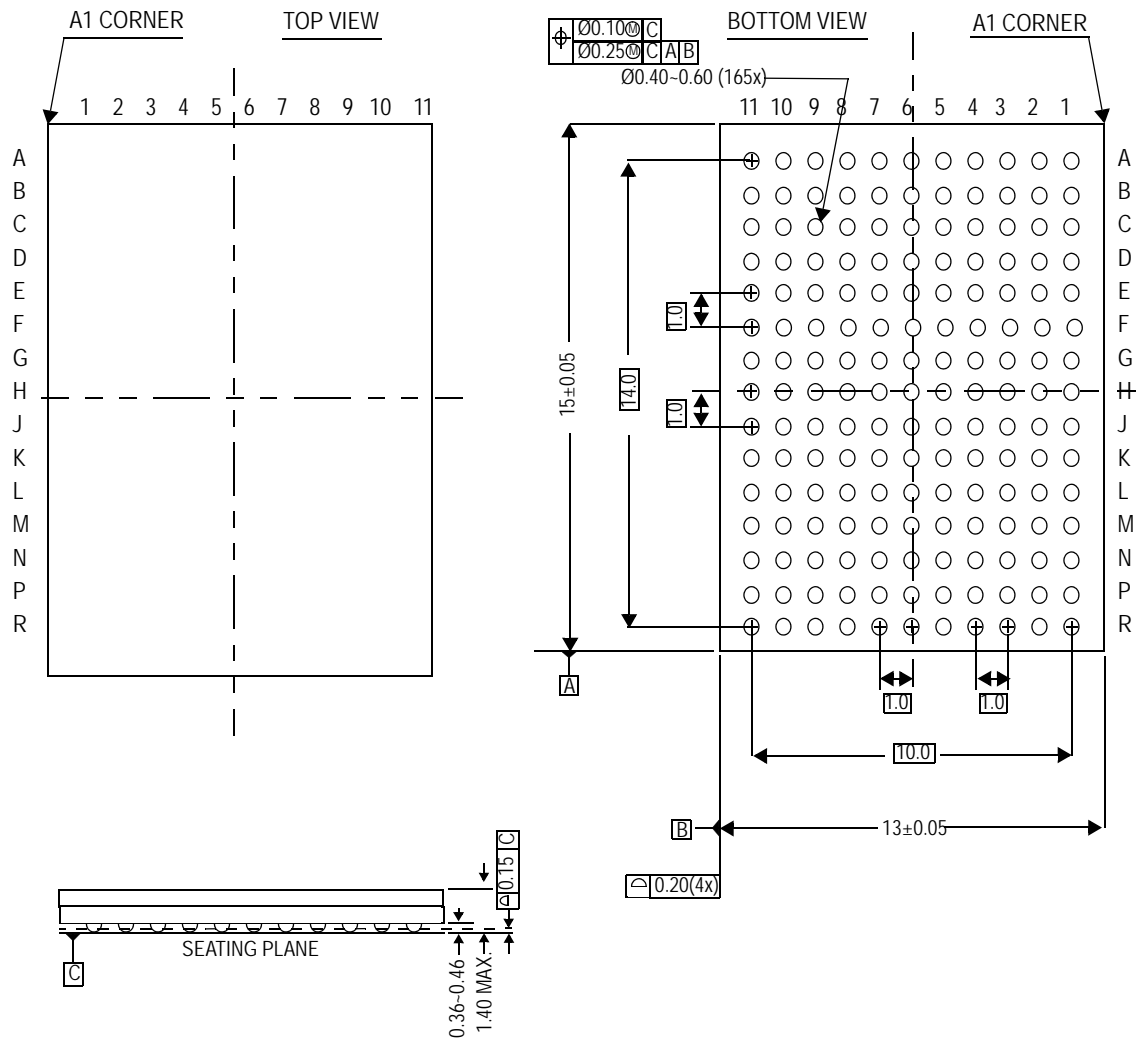 A1 CORNER
TOP VIEW
1 2 3 4 5 6 7 8 9 10 11
A
B
C
D
E
F
G
H
J
K
L
M
N
P
R
Ø0.10Ⓜ C
Ø0.25Ⓜ C A B
Ø0.40~0.60 (165x)
BOTTOM VIEW
A1 CORNER
11 10 9 8 7 6 5 4 3 2 1
A
B
C
D
E
F
G
H
J
K
L
M
N
P
R
15±0.05
14.0
1.0
1.0
A
1.0
1.0
10.0
B
13±0.05
0.20(4x)
0.15 C
SEATING PLANE
C
0.36~0.46
1.40 MAX.